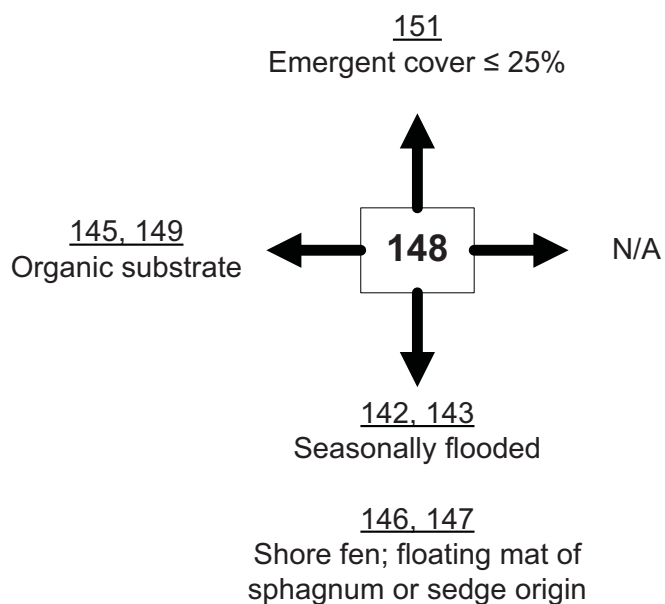 151
Emergent cover ≤ 25%
145, 149
Organic substrate
148
N/A
142, 143
Seasonally flooded
146, 147
Shore fen; floating mat of
sphagnum or sedge origin